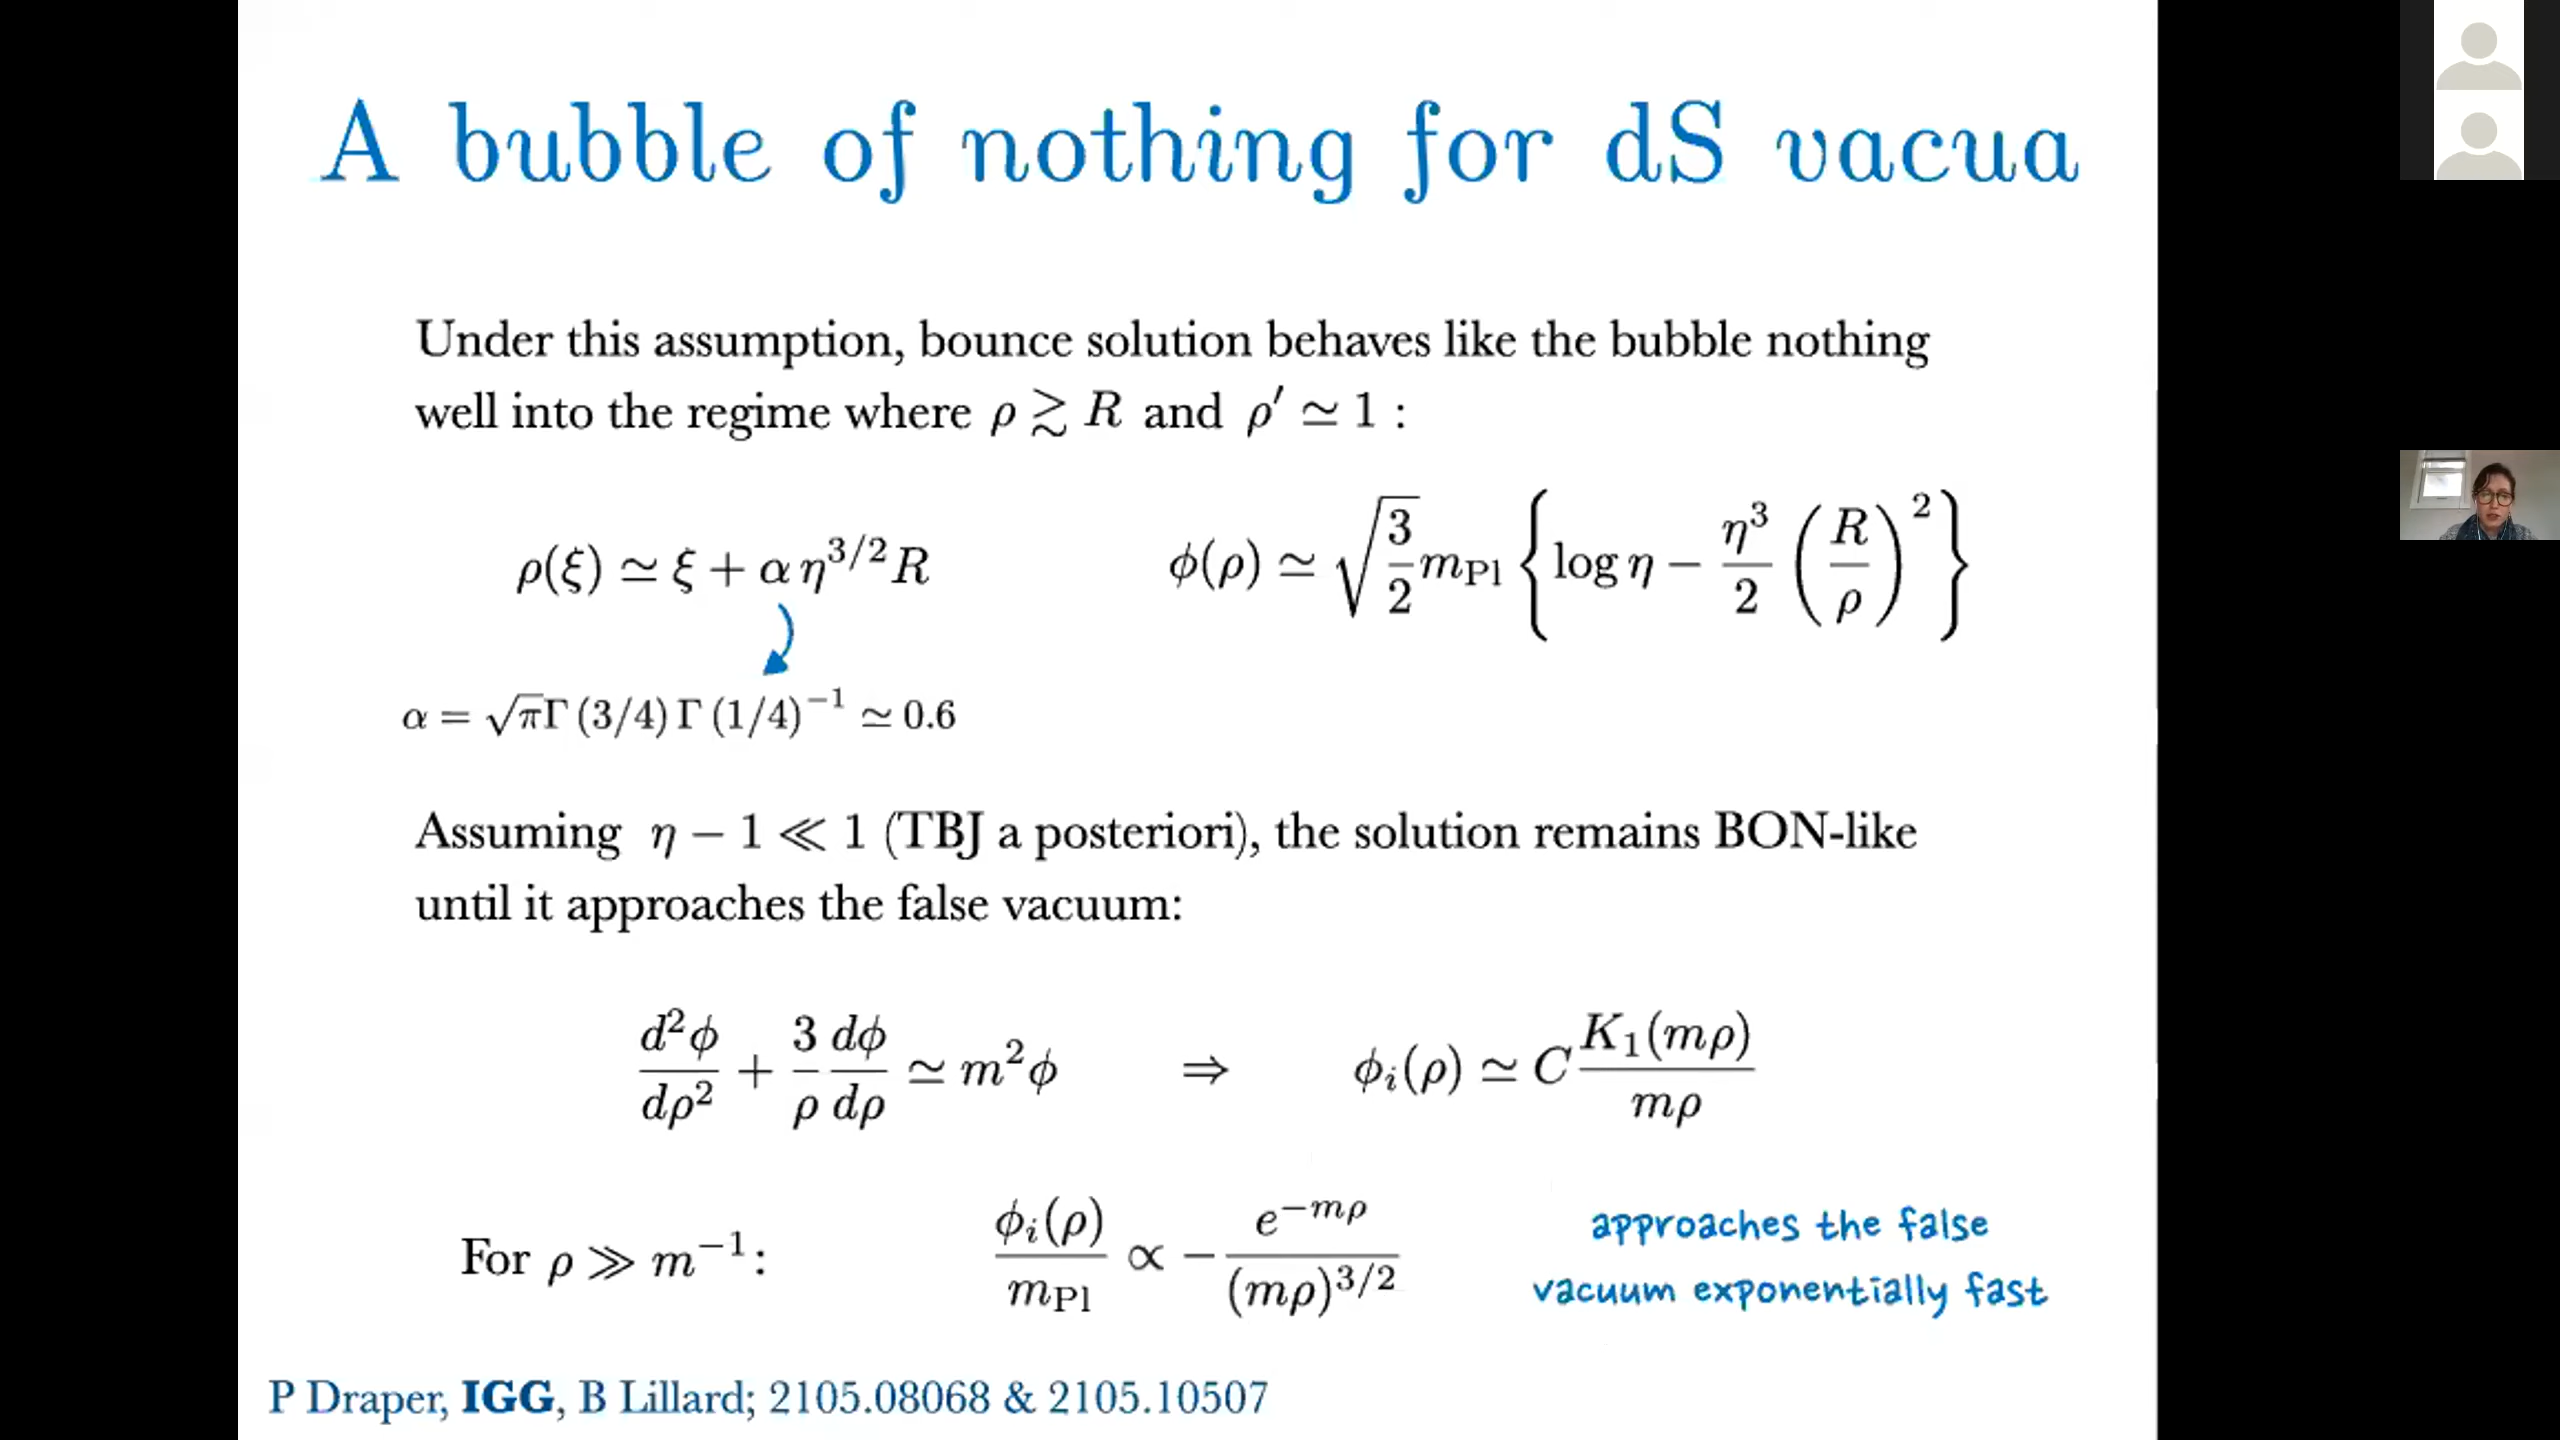 A bubble of nothing for dS vacua
Under this assumption, bounce solution behaves like the bubble nothing
well into the regime where ρ ≳ R and ρ′ ≃ 1 :
ρ(ξ) ≃ ξ + α η^{3/2} R
φ(ρ) ≃ √(3/2) m_{Pl} { log η − η³/2 (R/ρ)² }
α = √π Γ (3/4) Γ (1/4)^{−1} ≃ 0.6
Assuming η − 1 ≪ 1 (TBJ a posteriori), the solution remains BON-like
until it approaches the false vacuum:
d²φ/dρ² + 3/ρ dφ/dρ ≃ m²φ ⇒ φ_i(ρ) ≃ C K₁(mρ)/mρ
For ρ ≫ m^{−1}: φ_i(ρ)/m_{Pl} ∝ − e^{−mρ}/(mρ)^{3/2}
approaches the false
vacuum exponentially fast
P Draper, IGG, B Lillard; 2105.08068 & 2105.10507